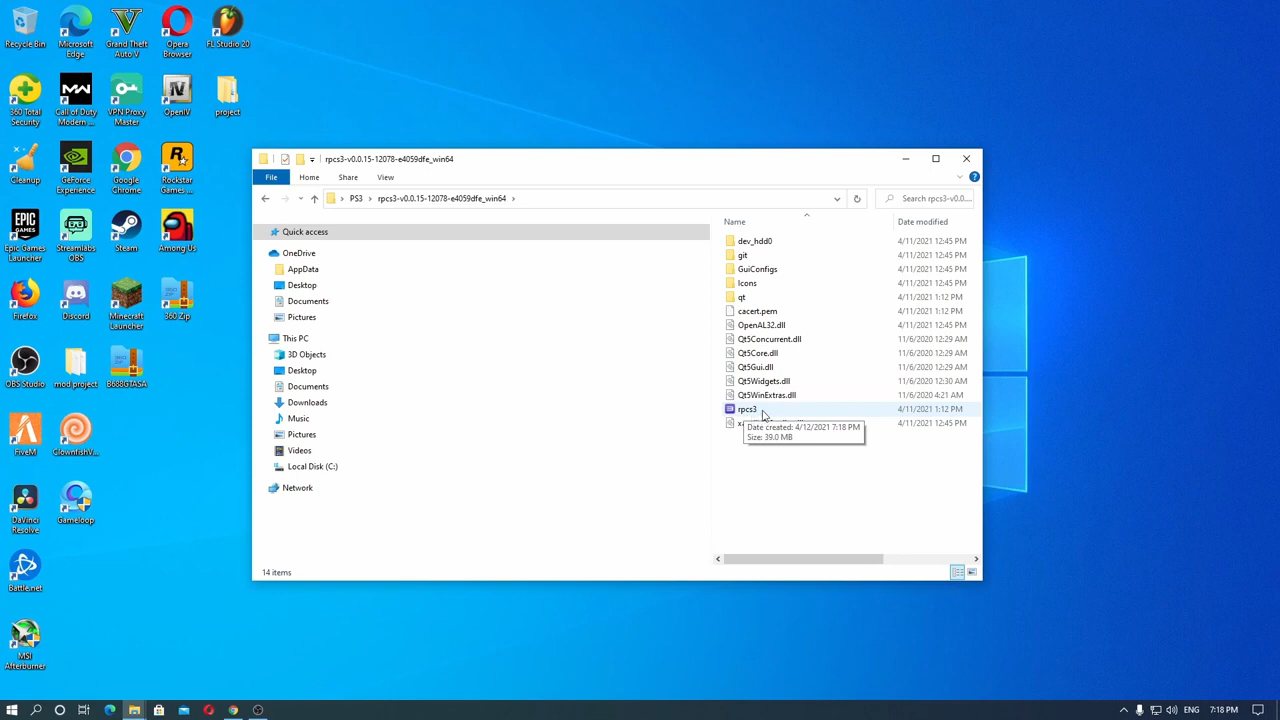 Recycle Bin
Microsoft
Edge
Grand Theft
Auto V
Opera
Browser
FL Studio 20
360 Total
Security
Call of Duty
Modern ...
VPN Proxy
Master
OpenIV
project
Cleanup
GeForce
Experience
Google
Chrome
Rockstar
Games ...
Epic Games
Launcher
Streamlabs
OBS
Steam
Among Us
Firefox
Discord
Minecraft
Launcher
360 Zip
OBS Studio
mod project
B688GTASA
FiveM
ClownfishV...
DaVinci
Resolve
Gameloop
Battle.net
MSI
Afterburner
rpcs3-v0.0.15-12078-e4059dfe_win64
File
Home
Share
View
PS3 > rpcs3-v0.0.15-12078-e4059dfe_win64 >
Search rpcs3-v0.0....
Quick access
OneDrive
AppData
Desktop
Documents
Pictures
This PC
3D Objects
Desktop
Documents
Downloads
Music
Pictures
Videos
Local Disk (C:)
Network
Name Date modified
dev_hdd0 4/11/2021 12:45 PM
git 4/11/2021 12:45 PM
GuiConfigs 4/11/2021 12:45 PM
Icons 4/11/2021 12:45 PM
qt 4/11/2021 1:12 PM
cacert.pem 4/11/2021 1:12 PM
OpenAL32.dll 4/11/2021 12:45 PM
Qt5Concurrent.dll 11/6/2020 12:29 AM
Qt5Core.dll 11/6/2020 12:29 AM
Qt5Gui.dll 11/6/2020 12:29 AM
Qt5Widgets.dll 11/6/2020 12:30 AM
Qt5WinExtras.dll 11/6/2020 4:21 AM
rpcs3 4/11/2021 1:12 PM
4/11/2021 12:45 PM
Date created: 4/12/2021 7:18 PM
Size: 39.0 MB
14 items
ENG
7:18 PM